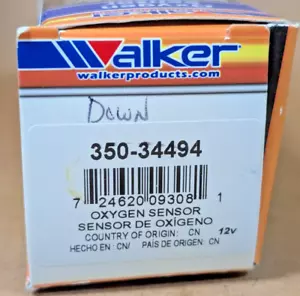 Walker
walkerproducts.com®
Down
350-34494
7 24620 09308 1
OXYGEN SENSOR
SENSOR DE OXÍGENO
COUNTRY OF ORIGIN: CN 12v
HECHO EN: CN/ PAÍS DE ORIGEN: CN